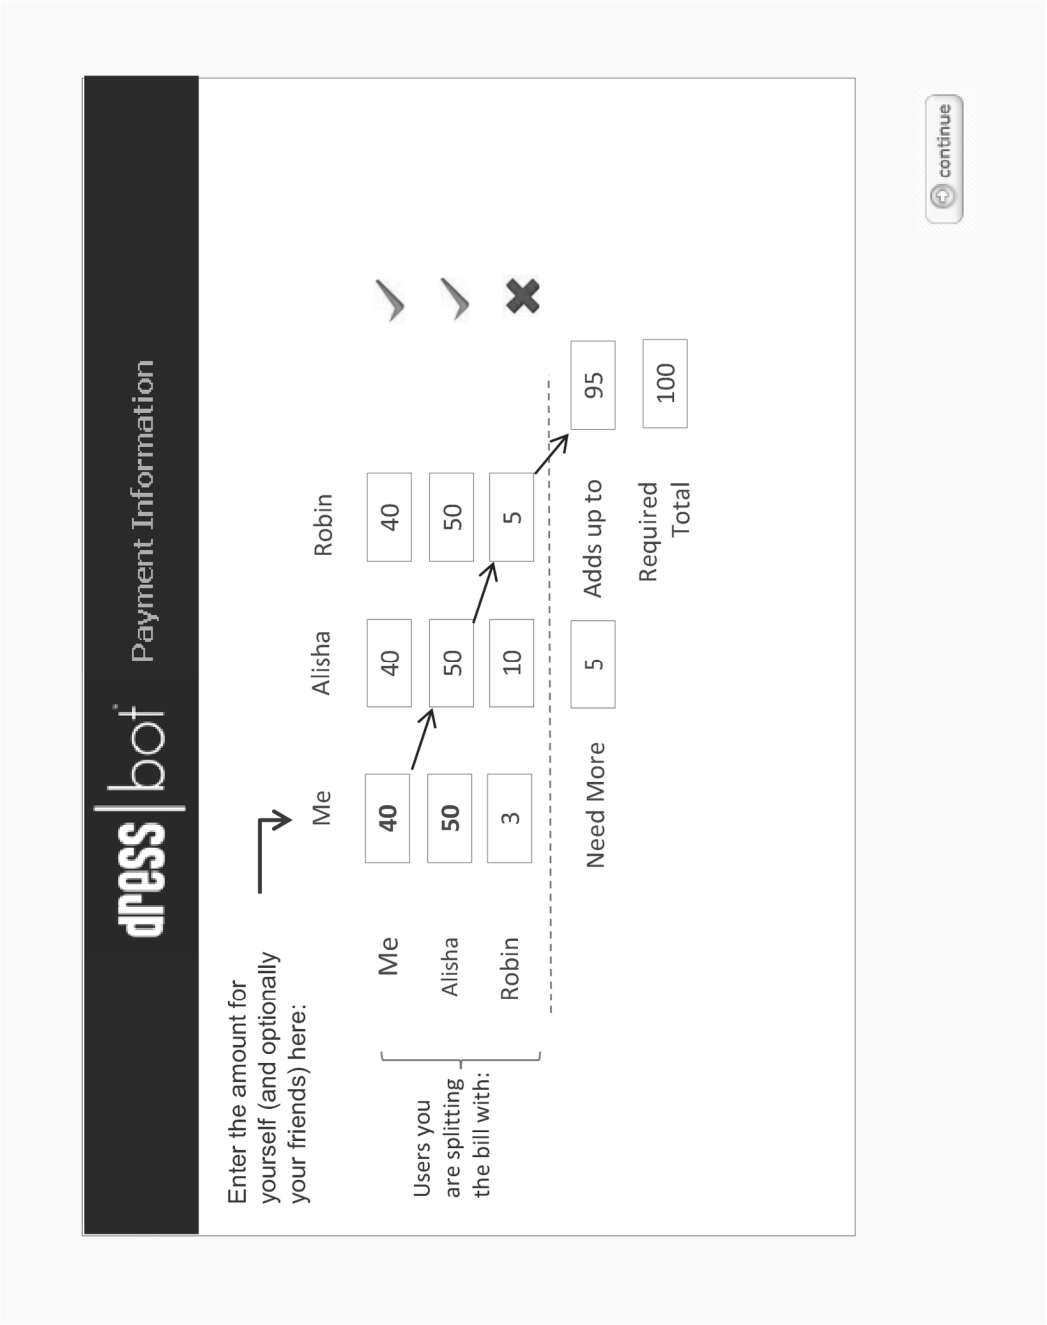 dress|bot Payment Information
Enter the amount for
yourself (and optionally
your friends) here:
Me Alisha Robin
Users you
are splitting
the bill with:
Me 40 40 40
Alisha 50 50 50
Robin 3 10 5
Need More 5 Adds up to 95
Required
Total 100
continue